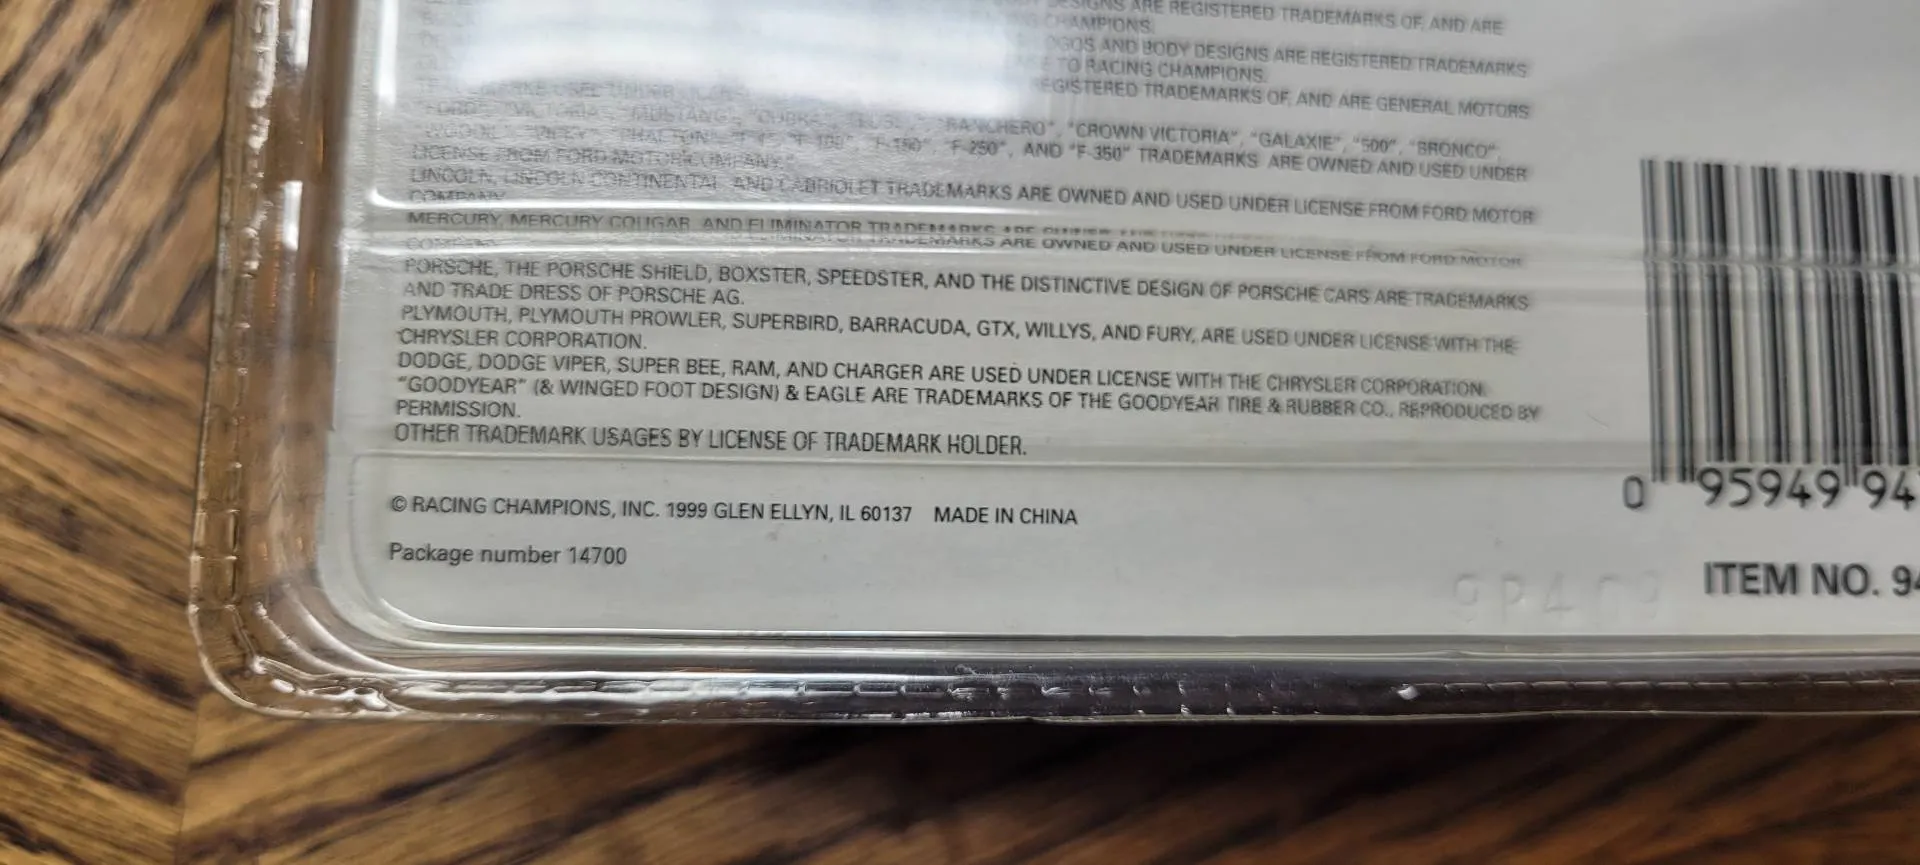 DESIGNS ARE REGISTERED TRADEMARKS OF, AND ARE
CHAMPIONS.
LOGOS AND BODY DESIGNS ARE REGISTERED TRADEMARKS
TO RACING CHAMPIONS.
REGISTERED TRADEMARKS OF, AND ARE GENERAL MOTORS
"MUSTANG", "RANCHERO", "CROWN VICTORIA", "GALAXIE", "500", "BRONCO",
"F-150", "F-250", AND "F-350" TRADEMARKS ARE OWNED AND USED UNDER
LICENSE FROM FORD MOTOR COMPANY."
LINCOLN, LINCOLN CONTINENTAL AND CABRIOLET TRADEMARKS ARE OWNED AND USED UNDER LICENSE FROM FORD MOTOR
COMPANY
MERCURY, MERCURY COUGAR, AND ELIMINATOR TRADEMARKS ARE OWNED AND USED UNDER LICENSE FROM FORD MOTOR
COMPANY
PORSCHE, THE PORSCHE SHIELD, BOXSTER, SPEEDSTER, AND THE DISTINCTIVE DESIGN OF PORSCHE CARS ARE TRADEMARKS
AND TRADE DRESS OF PORSCHE AG.
PLYMOUTH, PLYMOUTH PROWLER, SUPERBIRD, BARRACUDA, GTX, WILLYS, AND FURY, ARE USED UNDER LICENSE WITH THE
CHRYSLER CORPORATION.
DODGE, DODGE VIPER, SUPER BEE, RAM, AND CHARGER ARE USED UNDER LICENSE WITH THE CHRYSLER CORPORATION.
"GOODYEAR" (& WINGED FOOT DESIGN) & EAGLE ARE TRADEMARKS OF THE GOODYEAR TIRE & RUBBER CO., REPRODUCED BY
PERMISSION.
OTHER TRADEMARK USAGES BY LICENSE OF TRADEMARK HOLDER.
© RACING CHAMPIONS, INC. 1999 GLEN ELLYN, IL 60137 MADE IN CHINA
Package number 14700
0 95949 94
ITEM NO. 94